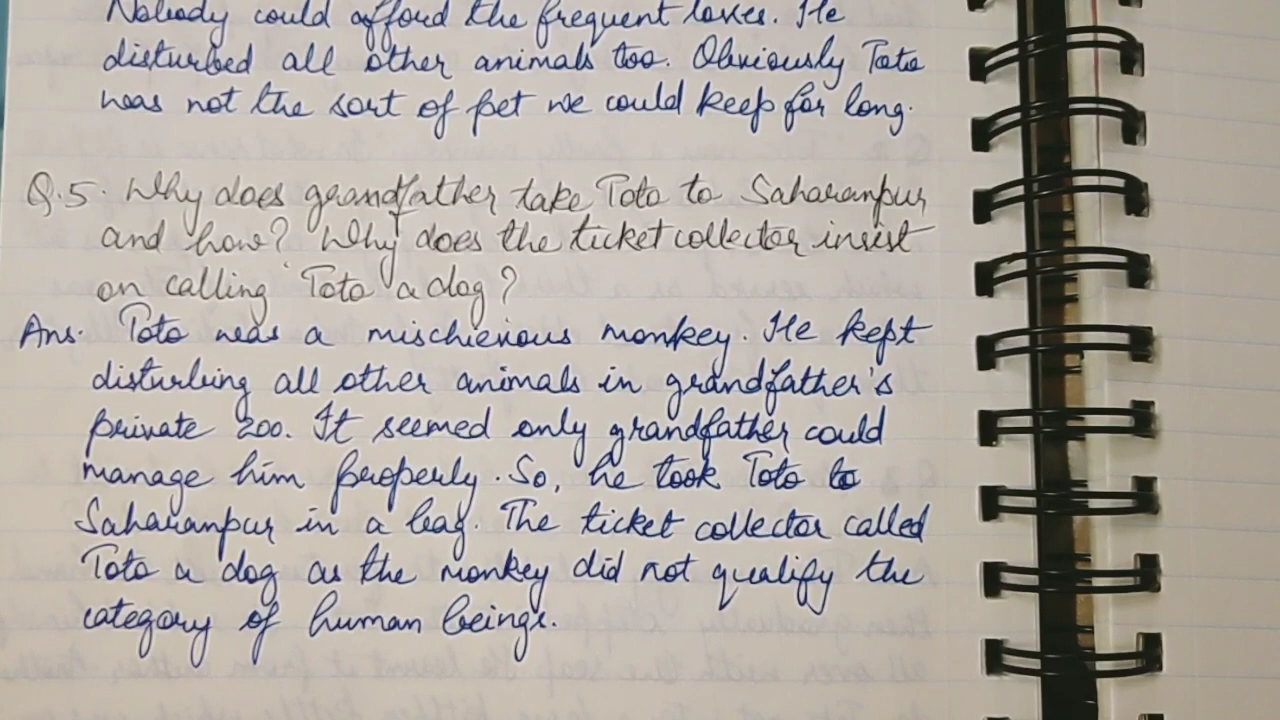 Nobody could afford the frequent loses. He
disturbed all other animals too. Obviously Toto
was not the sort of pet we could keep for long.
Q.5. Why does grandfather take Toto to Saharanpur
and how? Why does the ticket collector insist
on calling Toto a dog?
Ans. Toto was a mischievous monkey. He kept
disturbing all other animals in grandfather's
private zoo. It seemed only grandfather could
manage him properly. So, he took Toto to
Saharanpur in a bag. The ticket collector called
Toto a dog as the monkey did not qualify the
category of human beings.